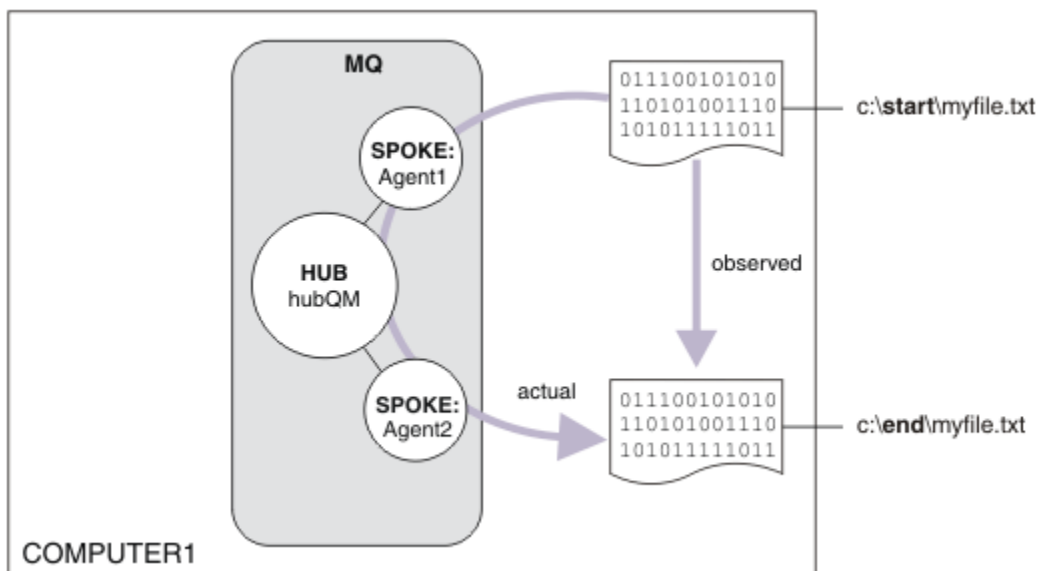 MQ
SPOKE:
Agent1
HUB
hubQM
SPOKE:
Agent2
011100101010
110101001110
101011111011
c:\start\myfile.txt
observed
actual
011100101010
110101001110
101011111011
c:\end\myfile.txt
COMPUTER1